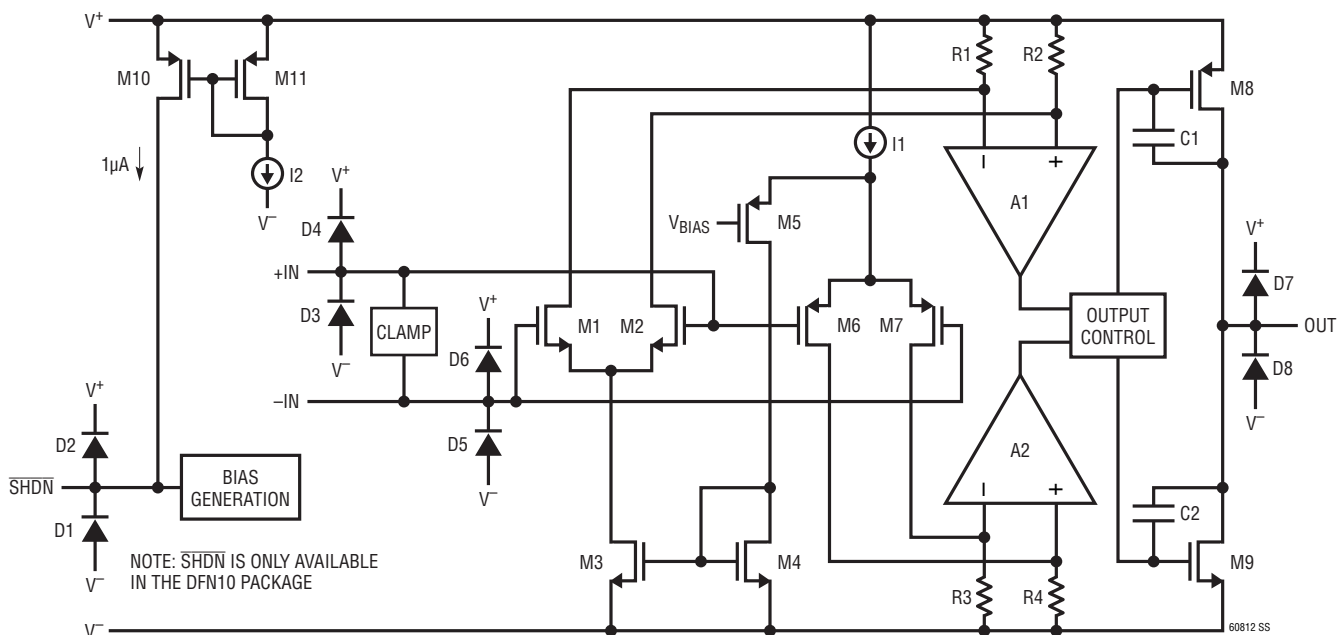 V+
R1
R2
M10
M11
M8
C1
I1
1µA
I2
V+
V–
D4
VBIAS
M5
A1
– +
V+
+IN
D7
D3
CLAMP
V+
M1
M2
M6
M7
OUTPUT
CONTROL
OUT
V–
D6
D8
V+
–IN
V–
D2
D5
A2
SHDN
BIAS
GENERATION
V–
– +
C2
D1
NOTE: SHDN IS ONLY AVAILABLE
IN THE DFN10 PACKAGE
M3
M4
M9
V–
R3
R4
V–
60812 SS